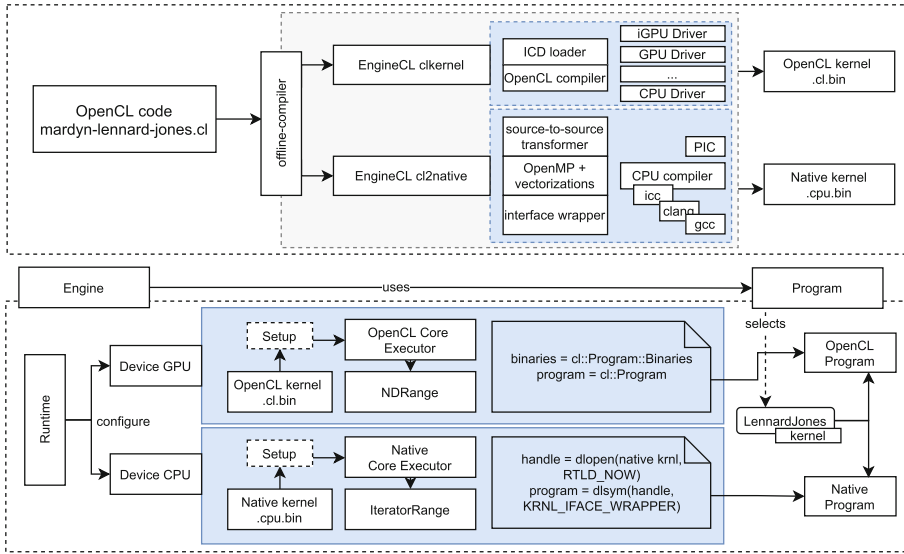 OpenCL code
mardyn-lennard-jones.cl
offline-compiler
EngineCL clkernel
ICD loader
OpenCL compiler
iGPU Driver
GPU Driver
...
CPU Driver
OpenCL kernel
.cl.bin
EngineCL cl2native
source-to-source
transformer
OpenMP +
vectorizations
interface wrapper
PIC
CPU compiler
icc
clang
gcc
Native kernel
.cpu.bin
Engine
uses
Program
Runtime
configure
Device GPU
Setup
OpenCL kernel
.cl.bin
OpenCL Core
Executor
NDRange
binaries = cl::Program::Binaries
program = cl::Program
selects
OpenCL
Program
LennardJones
kernel
Device CPU
Setup
Native kernel
.cpu.bin
Native
Core Executor
IteratorRange
handle = dlopen(native krnl,
RTLD_NOW)
program = dlsym(handle,
KRNL_IFACE_WRAPPER)
Native
Program